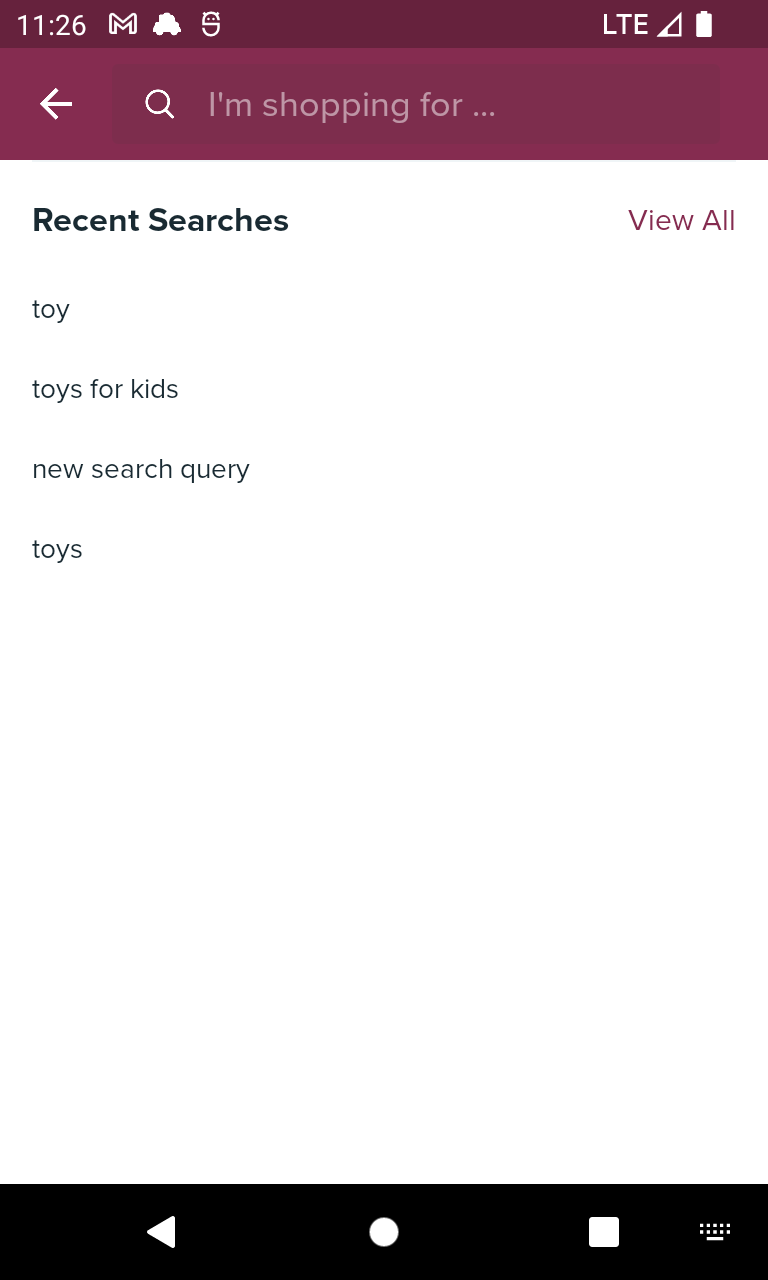 11:26 LTE
I'm shopping for ...
Recent Searches View All
toy
toys for kids
new search query
toys